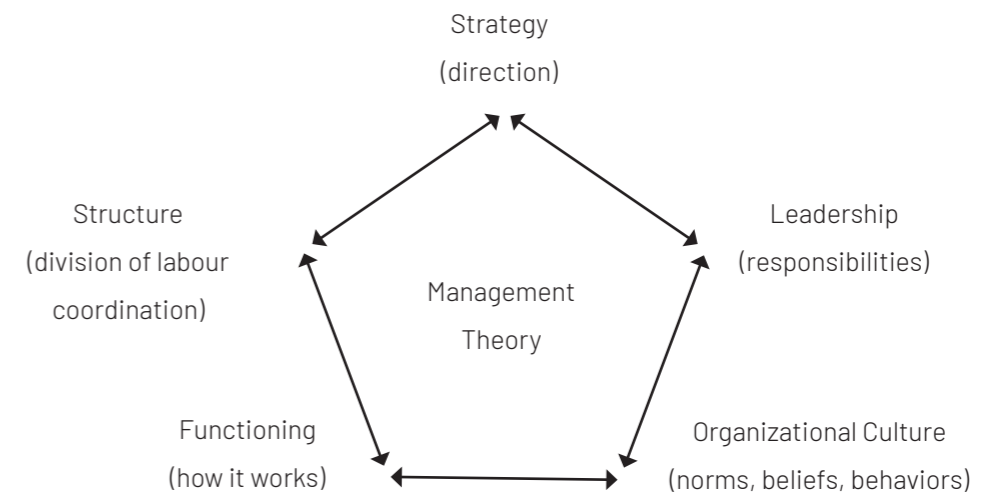 Strategy
(direction)
Structure
(division of labour
coordination)
Leadership
(responsibilities)
Management
Theory
Functioning
(how it works)
Organizational Culture
(norms, beliefs, behaviors)